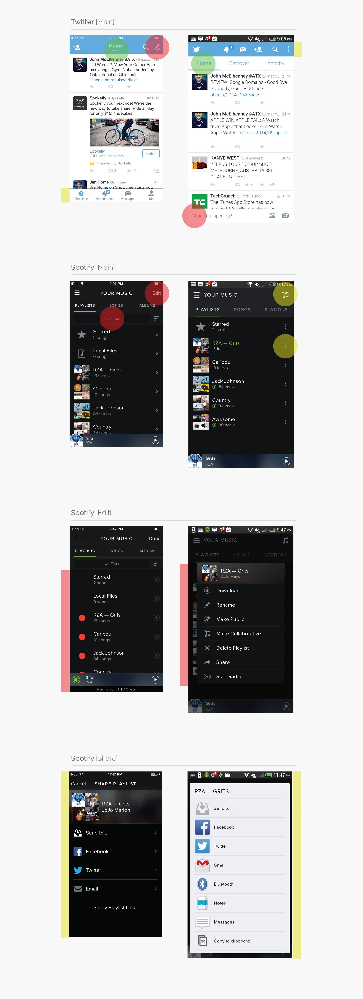 Twitter [Main]
iPod 9:05 PM
Home
John McElhenney #ATX @jmac... 36s
"If I Were 22: View Your Career Path
as a Jungle Gym, Not a Ladder" by
@steverubel on @LinkedIn
linkedin.com/pulse/article/...
SPOKEFLY
Spokefly @Spokefly 8/28/14
Spokefly your next ride! We're the
new way to bike share. Ride all day
for only $15! #ridebikes
Spokefly
FREE on iTunes Store
Install
Promoted by Spokefly
3 10
Jim Rome @jimrome 4m
Jim Rome on Showtime starts now.
2
Timelines Notifications Messages Me
3 4G 9:05 PM
1
Home Discover Activity
John McElhenney #ATX @jmaco... 21m
REVIEW: Google Domains - Good Bye
GoDaddy, Good Riddance -
uber.la/2014/09/review...
John McElhenney #ATX @jmaco... 24m
APPLE WIN APPLE FAIL: A Watch
from Apple that Looks like a Watch:
Apple Watch - uber.la/2014/09/apple-
...
KANYE WEST @kanyewest 30m
YEEZUS TOUR POP-UP SHOP
MELBOURNE, AUSTRALIA 336
CHAPEL STREET
1,473 2,887
TC
TechCrunch @TechCrunch 31m
The iTunes App Store has now
reached 1.3 million applications
What's happening?
Spotify [Main]
iPod 9:07 PM
YOUR MUSIC Edit
PLAYLISTS SONGS ALBUMS
Filter
Starred
2 songs
Local Files
0 songs
RZA — Grits
13 songs
Caribou
10 songs
Jack Johnson
84 songs
Country
34 songs
Grits
RZA
3 4G 9:12 PM
YOUR MUSIC
PLAYLISTS SONGS STATIONS
Starred
2 tracks
RZA — Grits
13 tracks
Caribou
10 tracks
Jack Johnson
84 tracks
Country
34 tracks
Awesome
30 tracks
Grits
RZA
Spotify [Edit]
iPod 9:47 PM
YOUR MUSIC Done
PLAYLISTS SONGS ALBUMS
Filter
Starred
2 songs
Local Files
0 songs
RZA — Grits
13 songs
Caribou
10 songs
Jack Johnson
84 songs
Country
Grits
RZA
Playing from: HTC One X
a 3 4G 9:47 PM
YOUR MUSIC
PLAYLISTS SONGS STATIONS
RZA — Grits
JoJo Marion
Download
Rename
Make Public
Make Collaborative
Delete Playlist
Share
Start Radio
Grits
RZA
Spotify [Share]
iPod 11:47 PM
Cancel SHARE PLAYLIST
EMINEM
RZA — Grits
JoJo Marion
Send to...
Facebook
Twitter
Email
Copy Playlist Link
a 3 4G 11:47 PM
RZA — GRITS
Send to...
Facebook
Twitter
Gmail
Bluetooth
Notes
Messages
Copy to clipboard
RZA